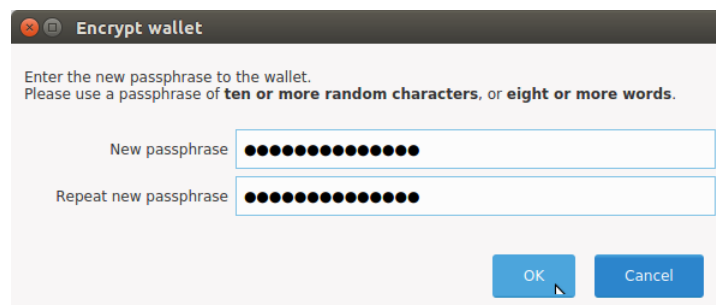 Encrypt wallet
Enter the new passphrase to the wallet.
Please use a passphrase of ten or more random characters, or eight or more words.
New passphrase ●●●●●●●●●●●●●●
Repeat new passphrase ●●●●●●●●●●●●●●
OK Cancel